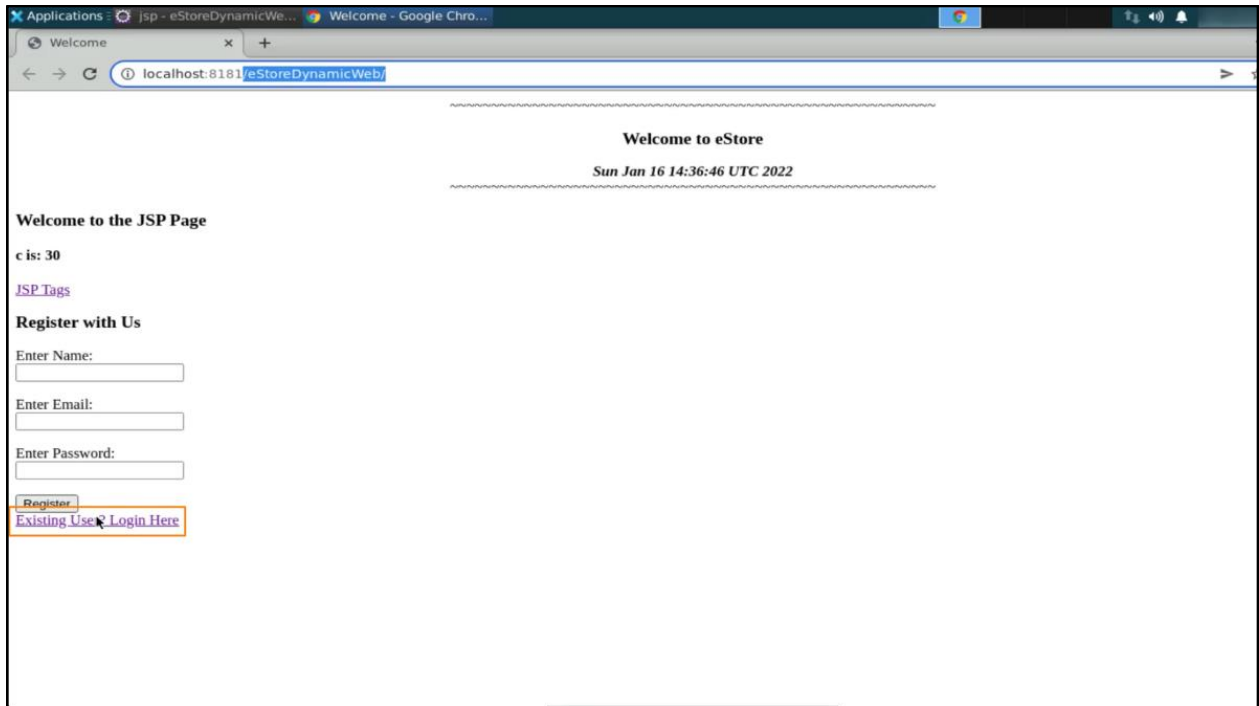 Applications : jsp - eStoreDynamicWe... Welcome - Google Chro...
Welcome × +
localhost:8181/eStoreDynamicWeb/
~~~~~~~~~~~~~~~~~~~~~~~~~~~~~~~~~~~~~~~~~~~~~~~~~~~~~~~~~~~~
Welcome to eStore
Sun Jan 16 14:36:46 UTC 2022
~~~~~~~~~~~~~~~~~~~~~~~~~~~~~~~~~~~~~~~~~~~~~~~~~~~~~~~~~~~~
Welcome to the JSP Page
c is: 30
JSP Tags
Register with Us
Enter Name:
Enter Email:
Enter Password:
Register
Existing User? Login Here